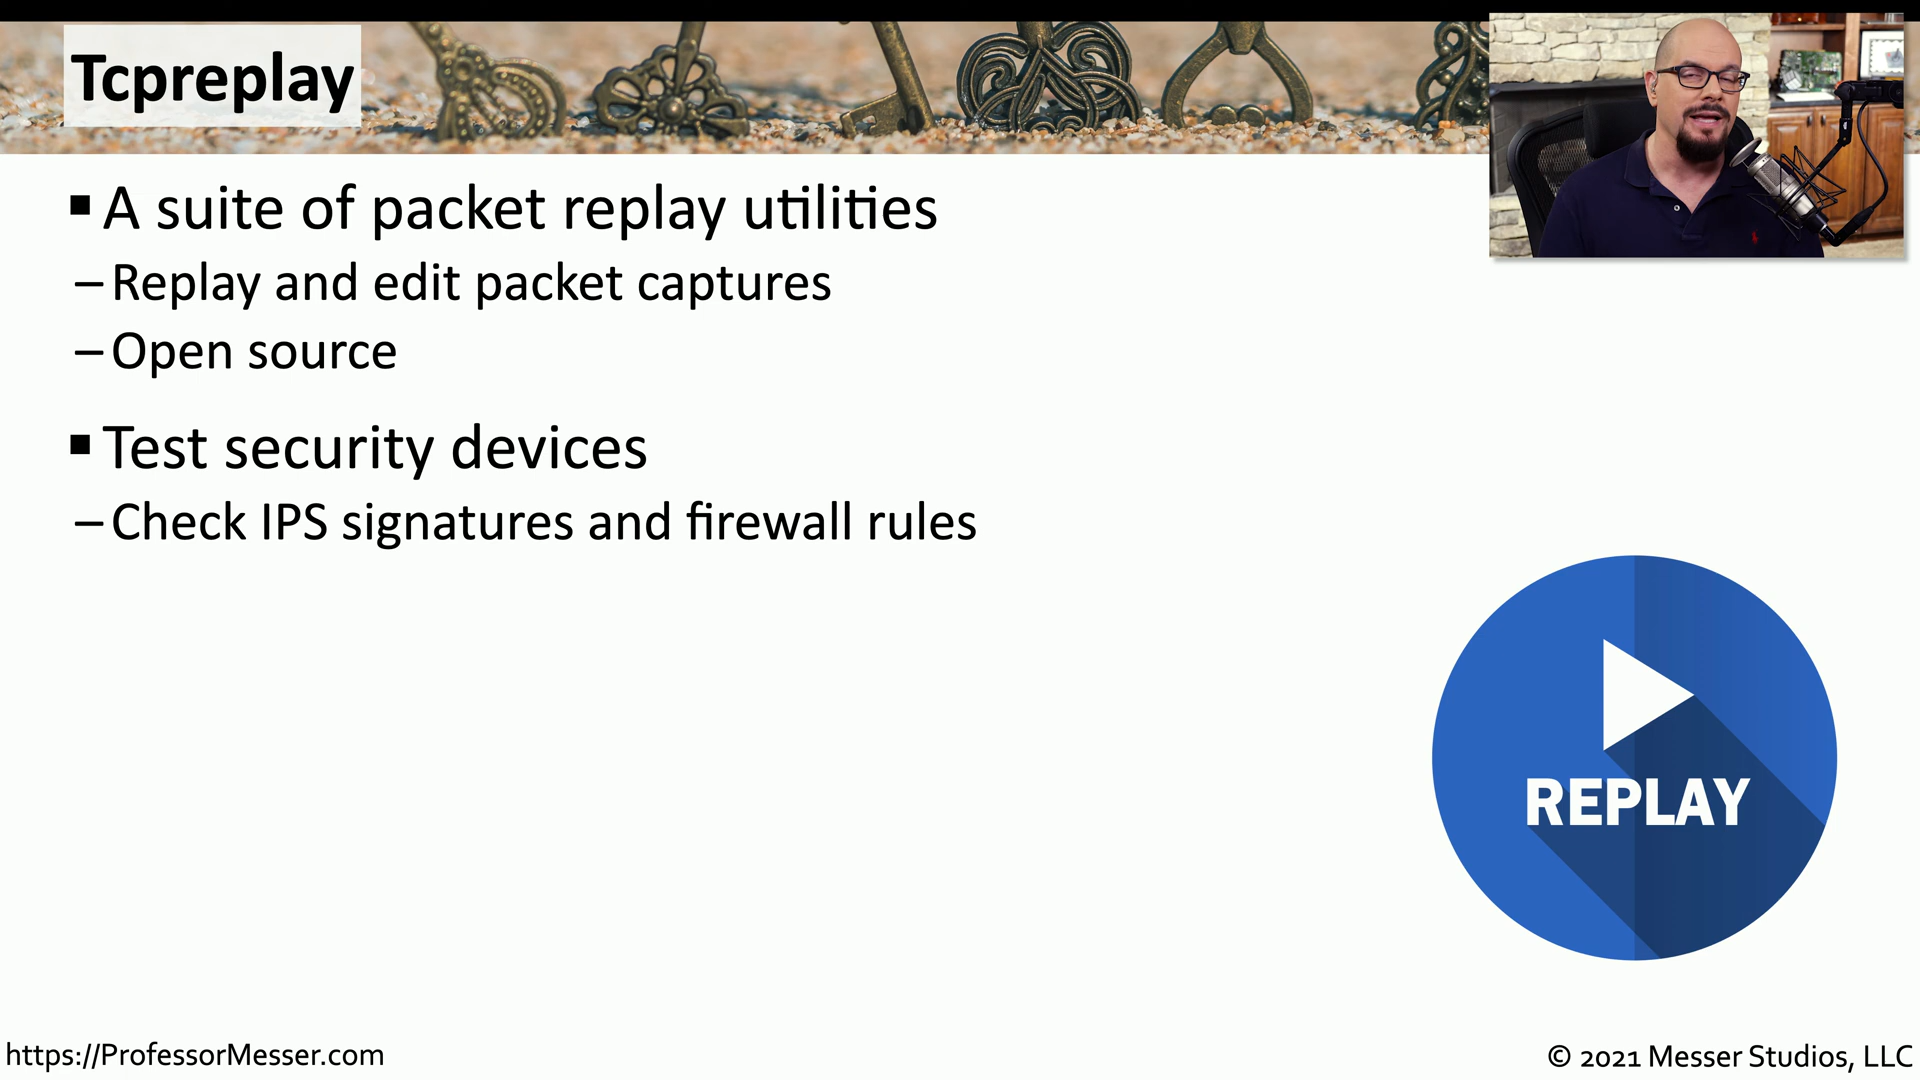 Tcpreplay
▪ A suite of packet replay utilities
– Replay and edit packet captures
– Open source
▪ Test security devices
– Check IPS signatures and firewall rules
REPLAY
https://ProfessorMesser.com
© 2021 Messer Studios, LLC